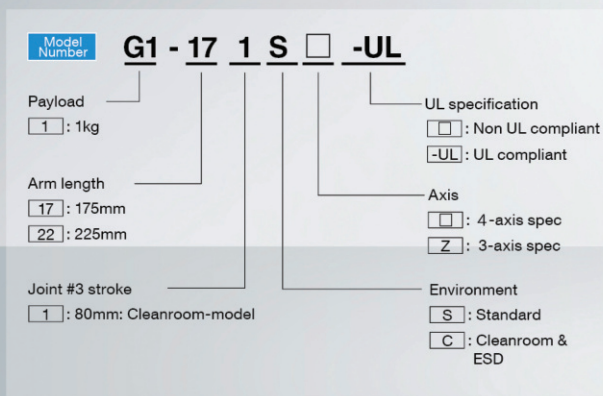 Model
Number
G1 - 17 1 S □ -UL
Payload
1 : 1kg
Arm length
17 : 175mm
22 : 225mm
Joint #3 stroke
1 : 80mm: Cleanroom-model
UL specification
□ : Non UL compliant
-UL : UL compliant
Axis
□ : 4-axis spec
Z : 3-axis spec
Environment
S : Standard
C : Cleanroom &
ESD